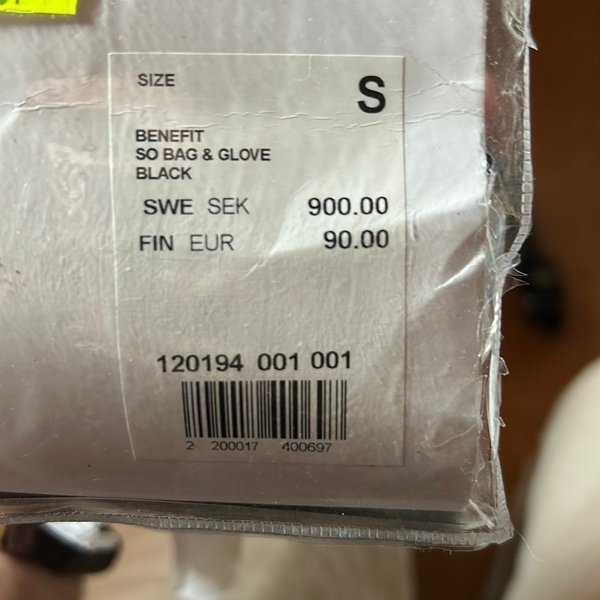 SIZE
S
BENEFIT
SO BAG & GLOVE
BLACK
SWE SEK 900.00
FIN EUR 90.00
120194 001 001
2 200017 400697